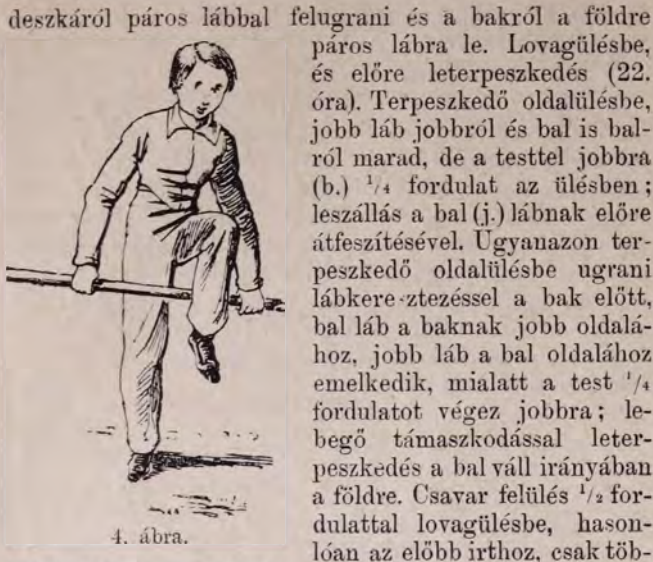 deszkáról páros lábbal felugrani és a bakról a földre
páros lábra le. Lovagülésbe,
és előre leterpeszkedés (22.
óra). Terpeszkedő oldalülésbe,
jobb láb jobbról és bal is bal-
ról marad, de a testtel jobbra
(b.) 1/4 fordulat az ülésben;
leszállás a bal (j.) lábnak előre
átfeszítésével. Ugyanazon ter-
peszkedő oldalülésbe ugrani
lábkere-ztezéssel a bak előtt,
bal láb a baknak jobb oldalá-
hoz, jobb láb a bal oldalához
emelkedik, mialatt a test 1/4
fordulatot végez jobbra; le-
begő támaszkodással leter-
peszkedés a bal váll irányában
a földre. Csavar felülés 1/2 for-
dulattal lovagülésbe, hason-
lóan az előbb irthoz, csak töb-
4. ábra.